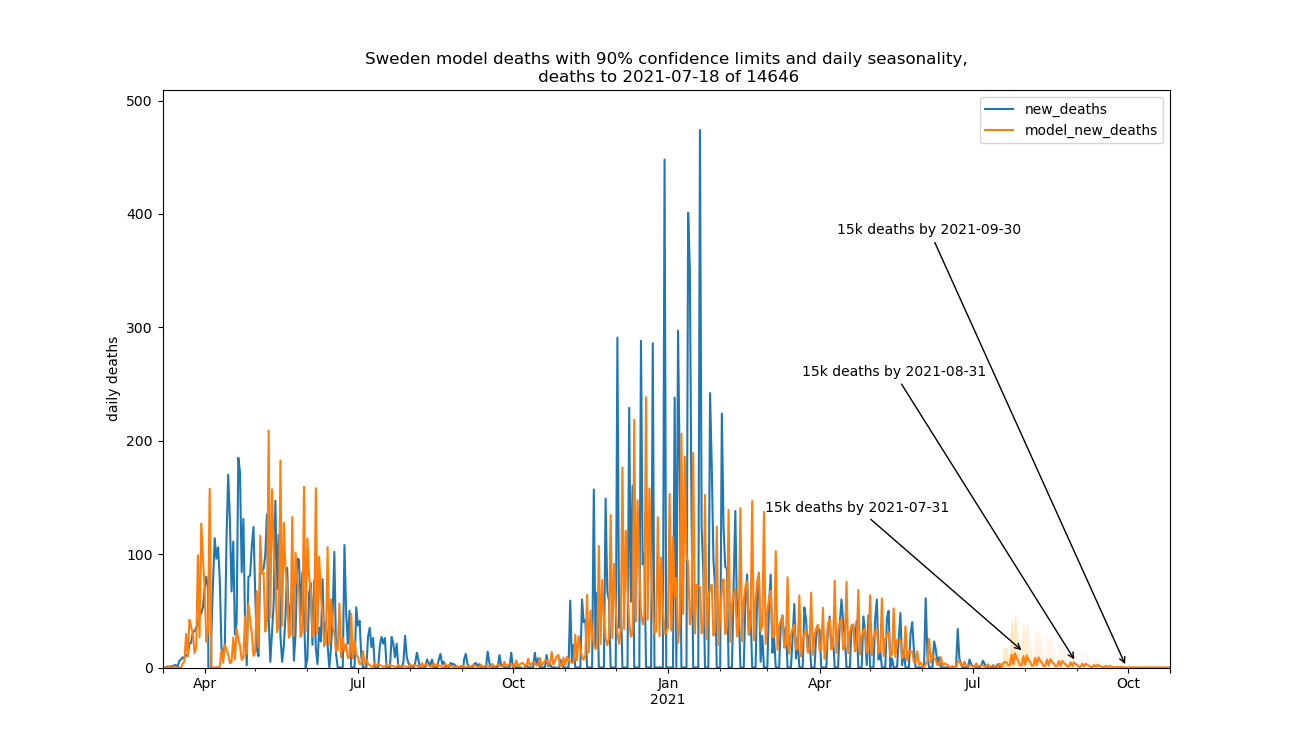 Sweden model deaths with 90% confidence limits and daily seasonality,
deaths to 2021-07-18 of 14646
500
new_deaths
model_new_deaths
400
15k deaths by 2021-09-30
300
15k deaths by 2021-08-31
daily deaths
200
15k deaths by 2021-07-31
100
0
Apr Jul Oct Jan Apr Jul Oct
2021